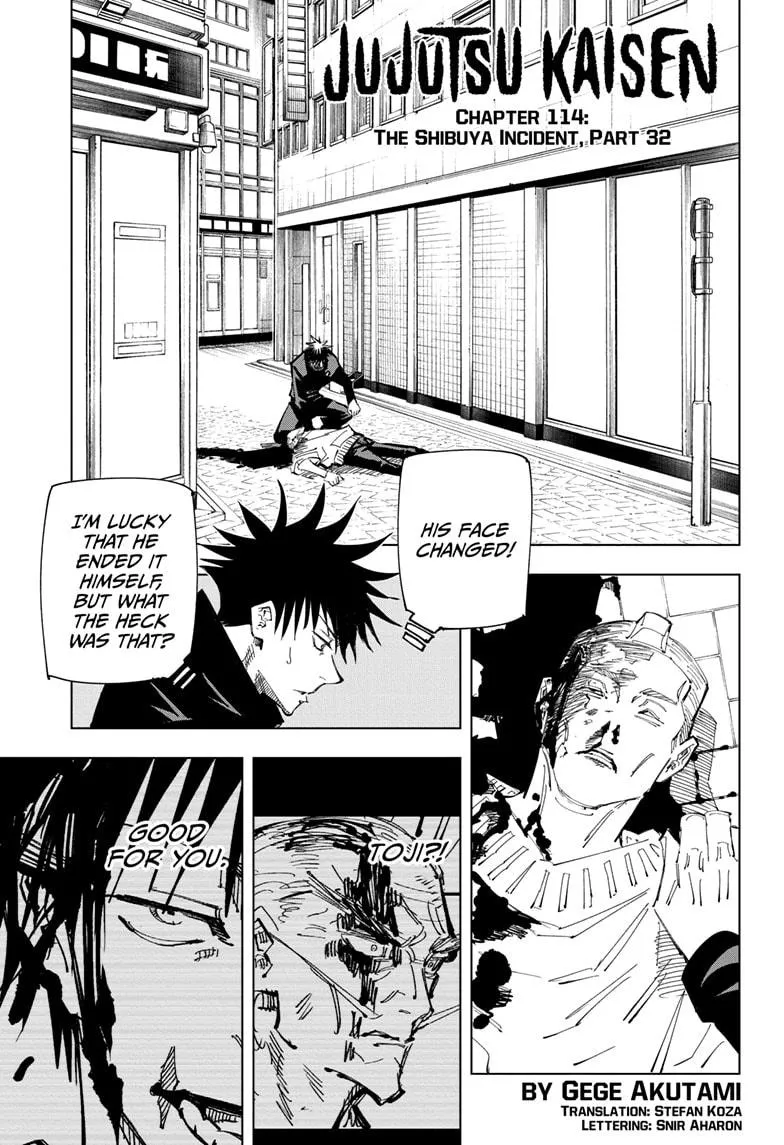 JUJUTSU KAISEN
CHAPTER 114:
THE SHIBUYA INCIDENT, PART 32
HIS FACE
CHANGED!
I'M LUCKY
THAT HE
ENDED IT
HIMSELF,
BUT WHAT
THE HECK
WAS THAT?
TOJI?!
GOOD
FOR YOU.
BY GEGE AKUTAMI
TRANSLATION: STEFAN KOZA
LETTERING: SNIR AHARON